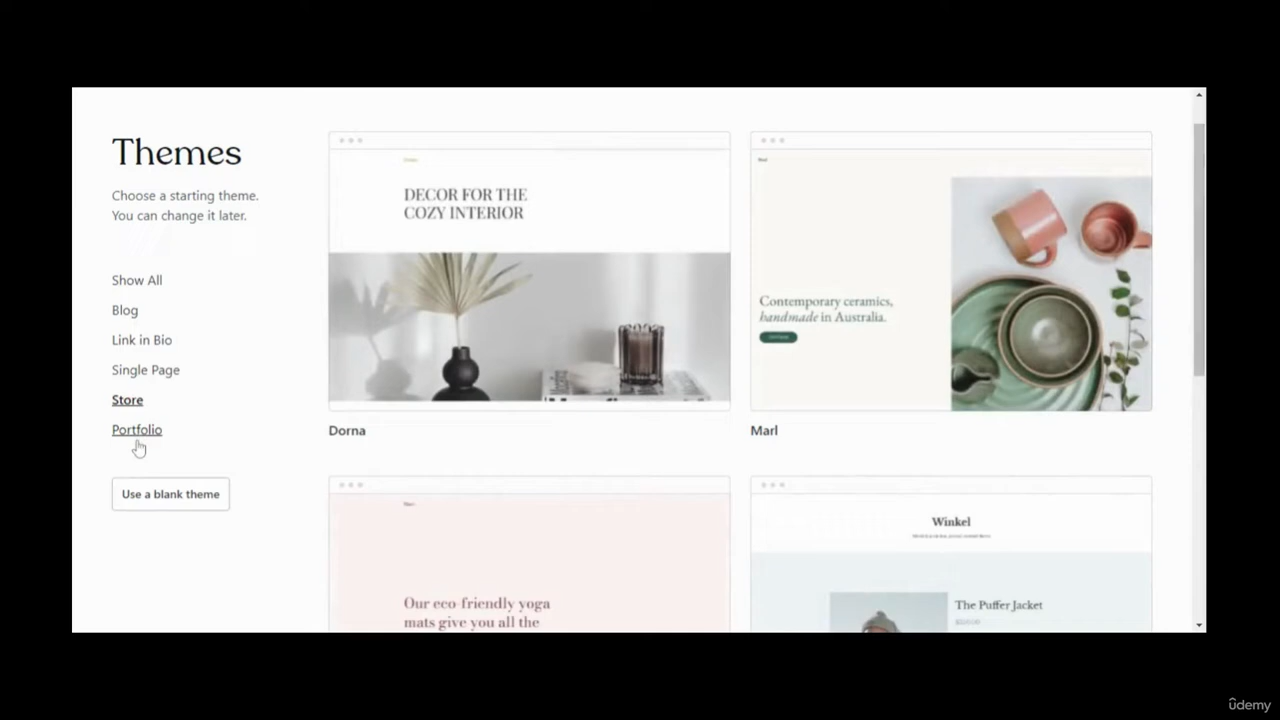 Themes
Choose a starting theme.
You can change it later.
Show All
Blog
Link in Bio
Single Page
Store
Portfolio
Use a blank theme
DECOR FOR THE
COZY INTERIOR
Dorna
Marl
Contemporary ceramics,
handmade in Australia.
Marl
Our eco-friendly yoga
mats give you all the
Winkel
The Puffer Jacket
ûdemy